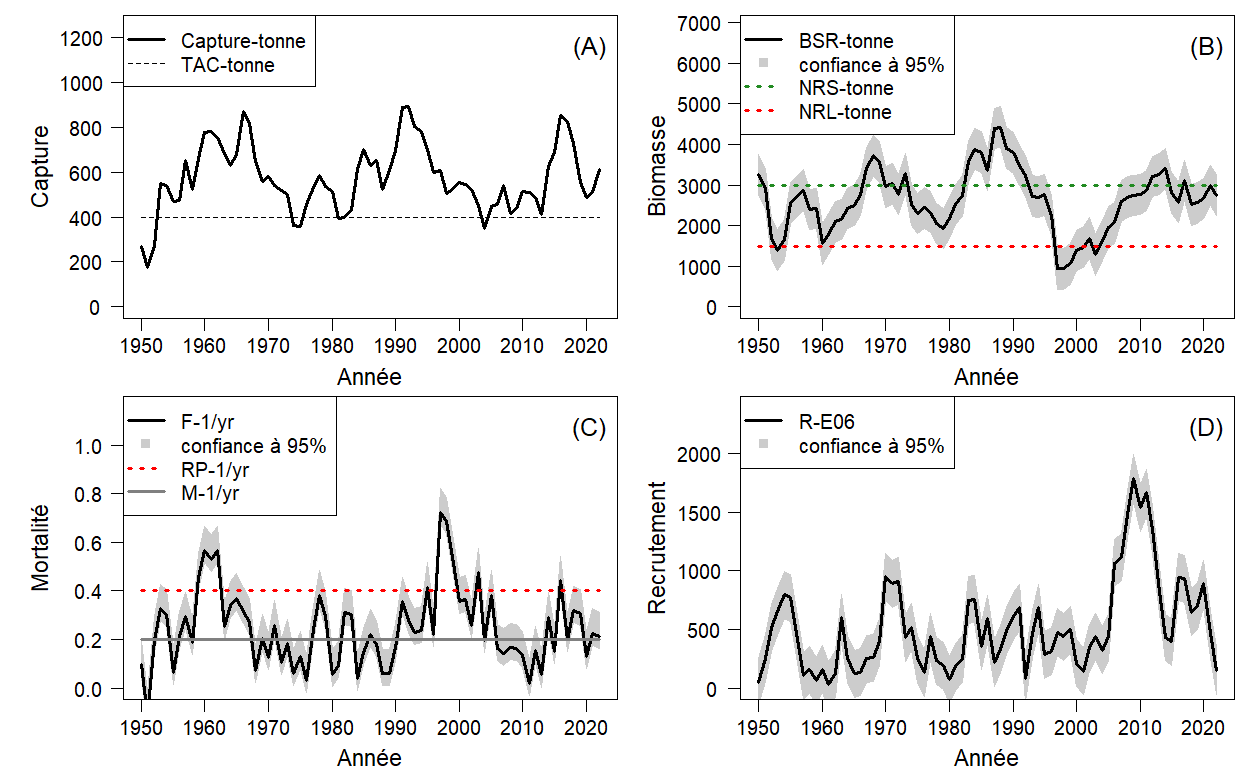 (A)
Capture-tonne
TAC-tonne
Capture
1200
1000
800
600
400
200
0
1950 1960 1970 1980 1990 2000 2010 2020
Année
(B)
BSR-tonne
confiance à 95%
NRS-tonne
NRL-tonne
Biomasse
7000
6000
5000
4000
3000
2000
1000
0
1950 1960 1970 1980 1990 2000 2010 2020
Année
(C)
F-1/yr
confiance à 95%
RP-1/yr
M-1/yr
Mortalité
1.0
0.8
0.6
0.4
0.2
0.0
1950 1960 1970 1980 1990 2000 2010 2020
Année
(D)
R-E06
confiance à 95%
Recrutement
2000
1500
1000
500
0
1950 1960 1970 1980 1990 2000 2010 2020
Année